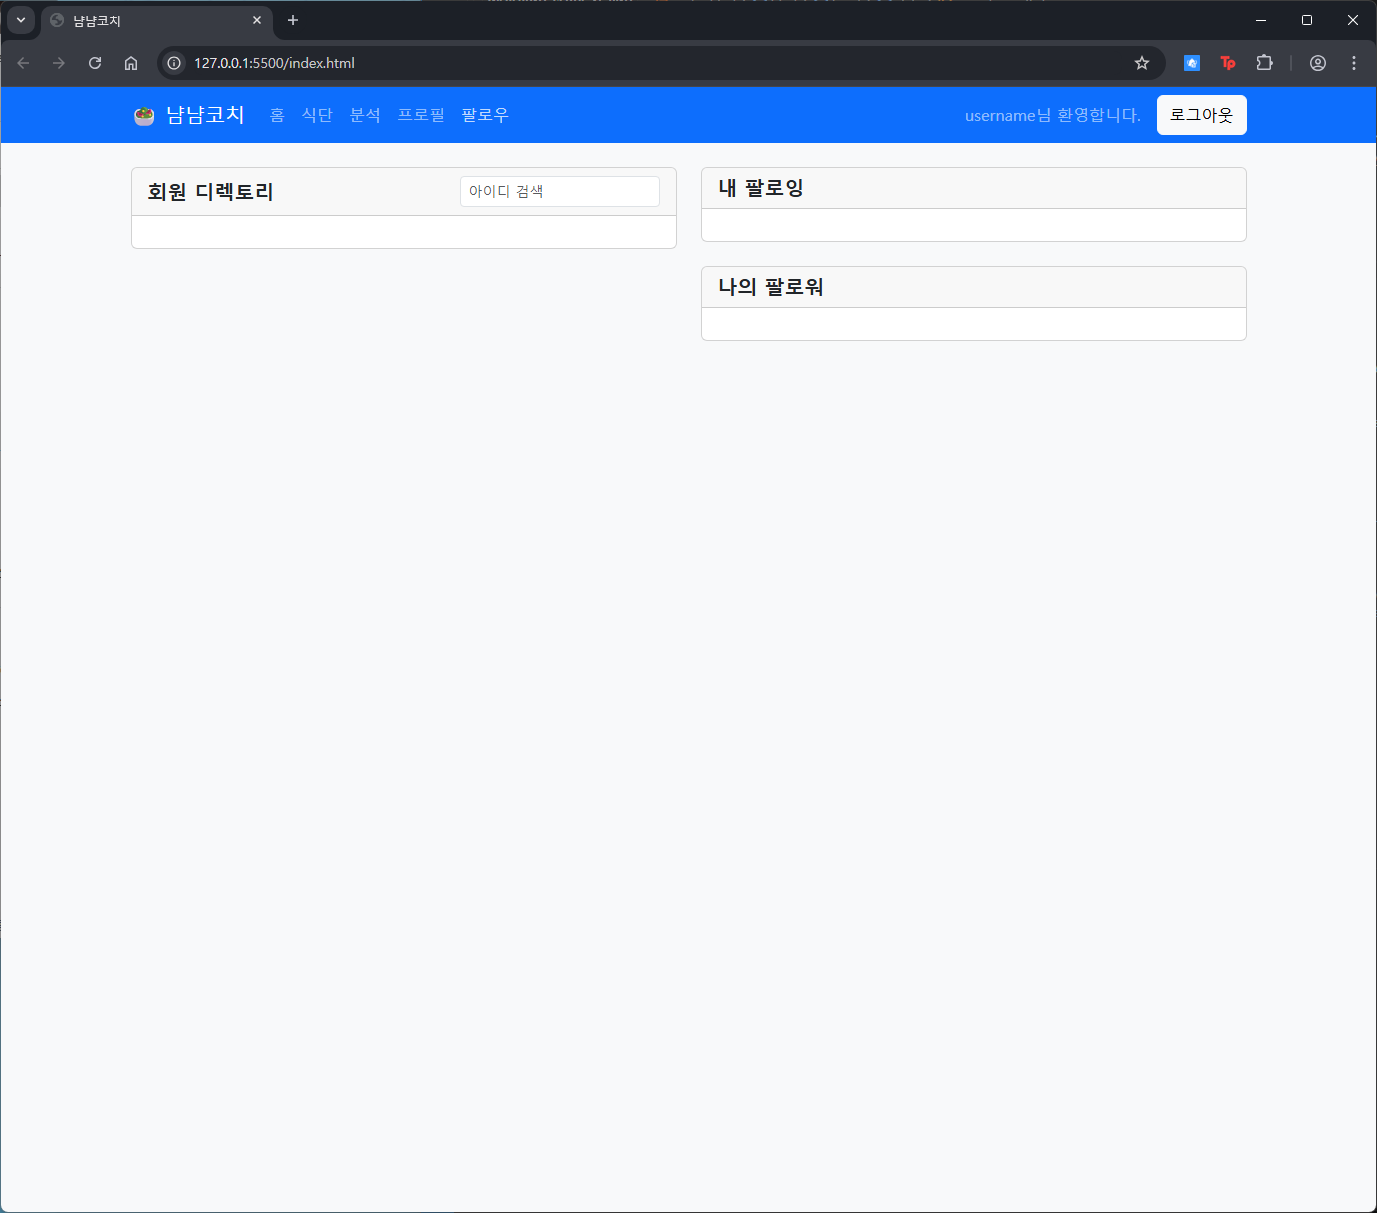 냠냠코치
127.0.0.1:5500/index.html
Tp
냠냠코치 홈 식단 분석 프로필 팔로우 username님 환영합니다. 로그아웃
회원 디렉토리 아이디 검색
내 팔로잉
나의 팔로워